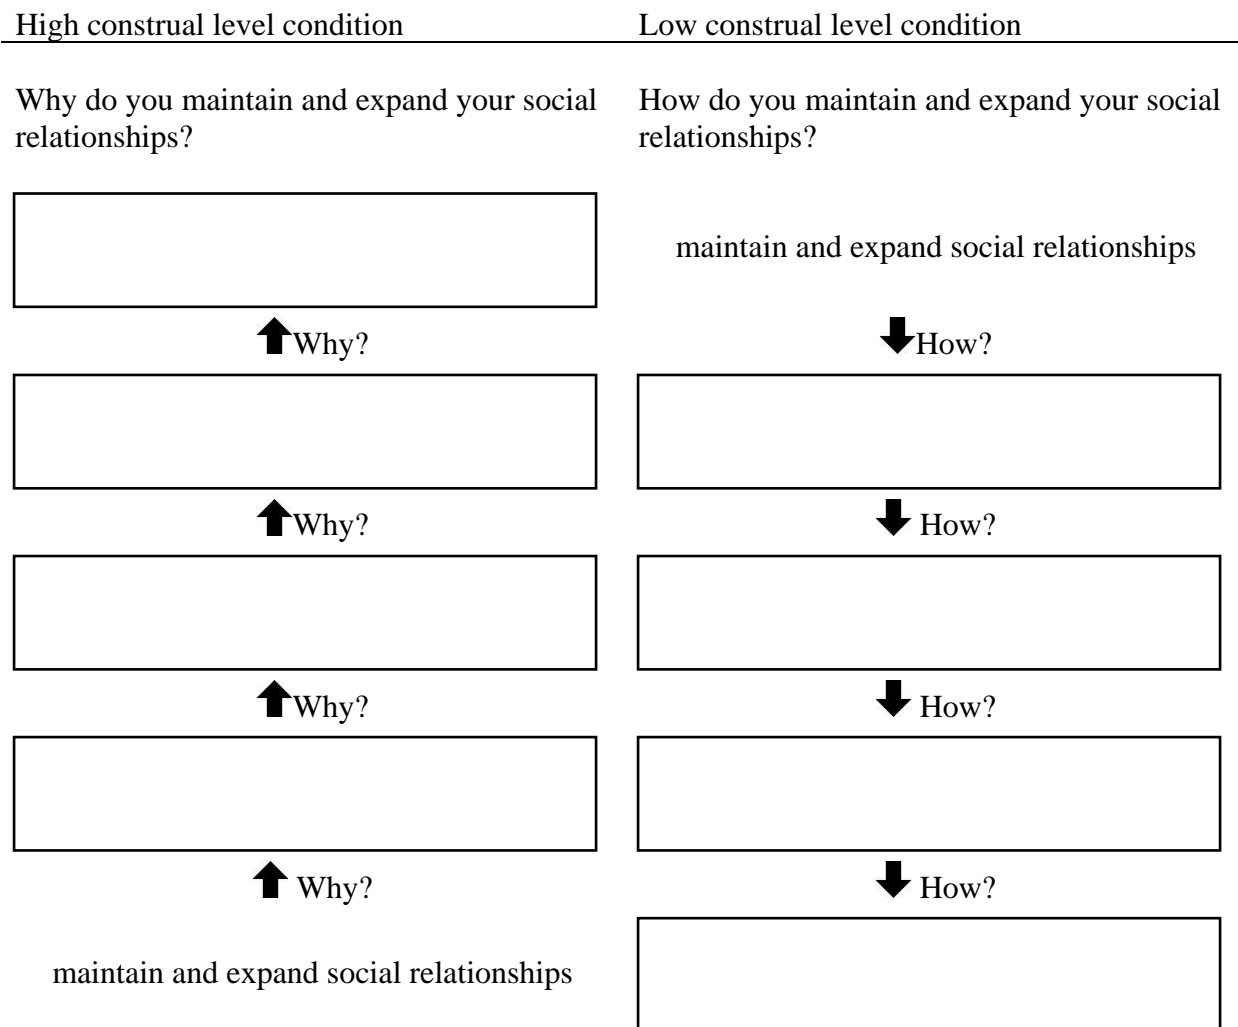 High construal level condition
Low construal level condition
Why do you maintain and expand your social
relationships?
How do you maintain and expand your social
relationships?
maintain and expand social relationships
Why?
How?
Why?
How?
Why?
How?
Why?
How?
maintain and expand social relationships